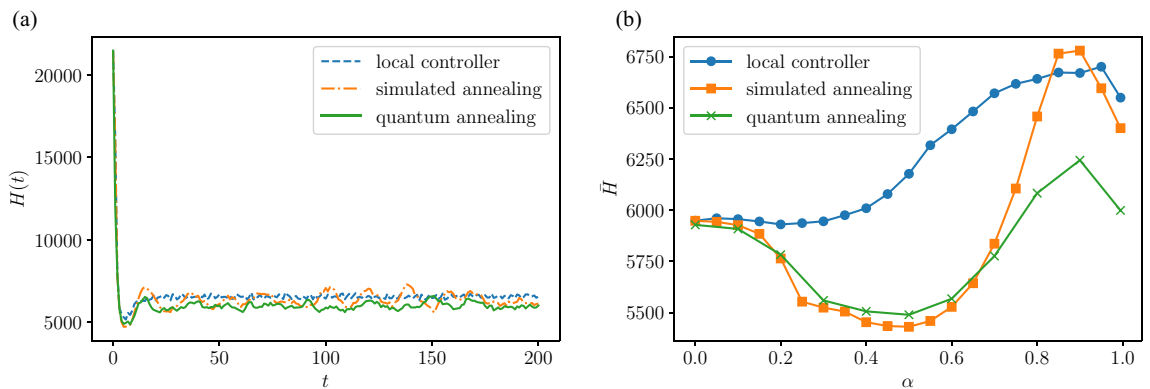 (a)
20000
15000
10000
5000
H(t)
0
50
100
150
200
t
local controller
simulated annealing
quantum annealing
(b)
6750
6500
6250
6000
5750
5500
H̄
0.0
0.2
0.4
0.6
0.8
1.0
α
local controller
simulated annealing
quantum annealing